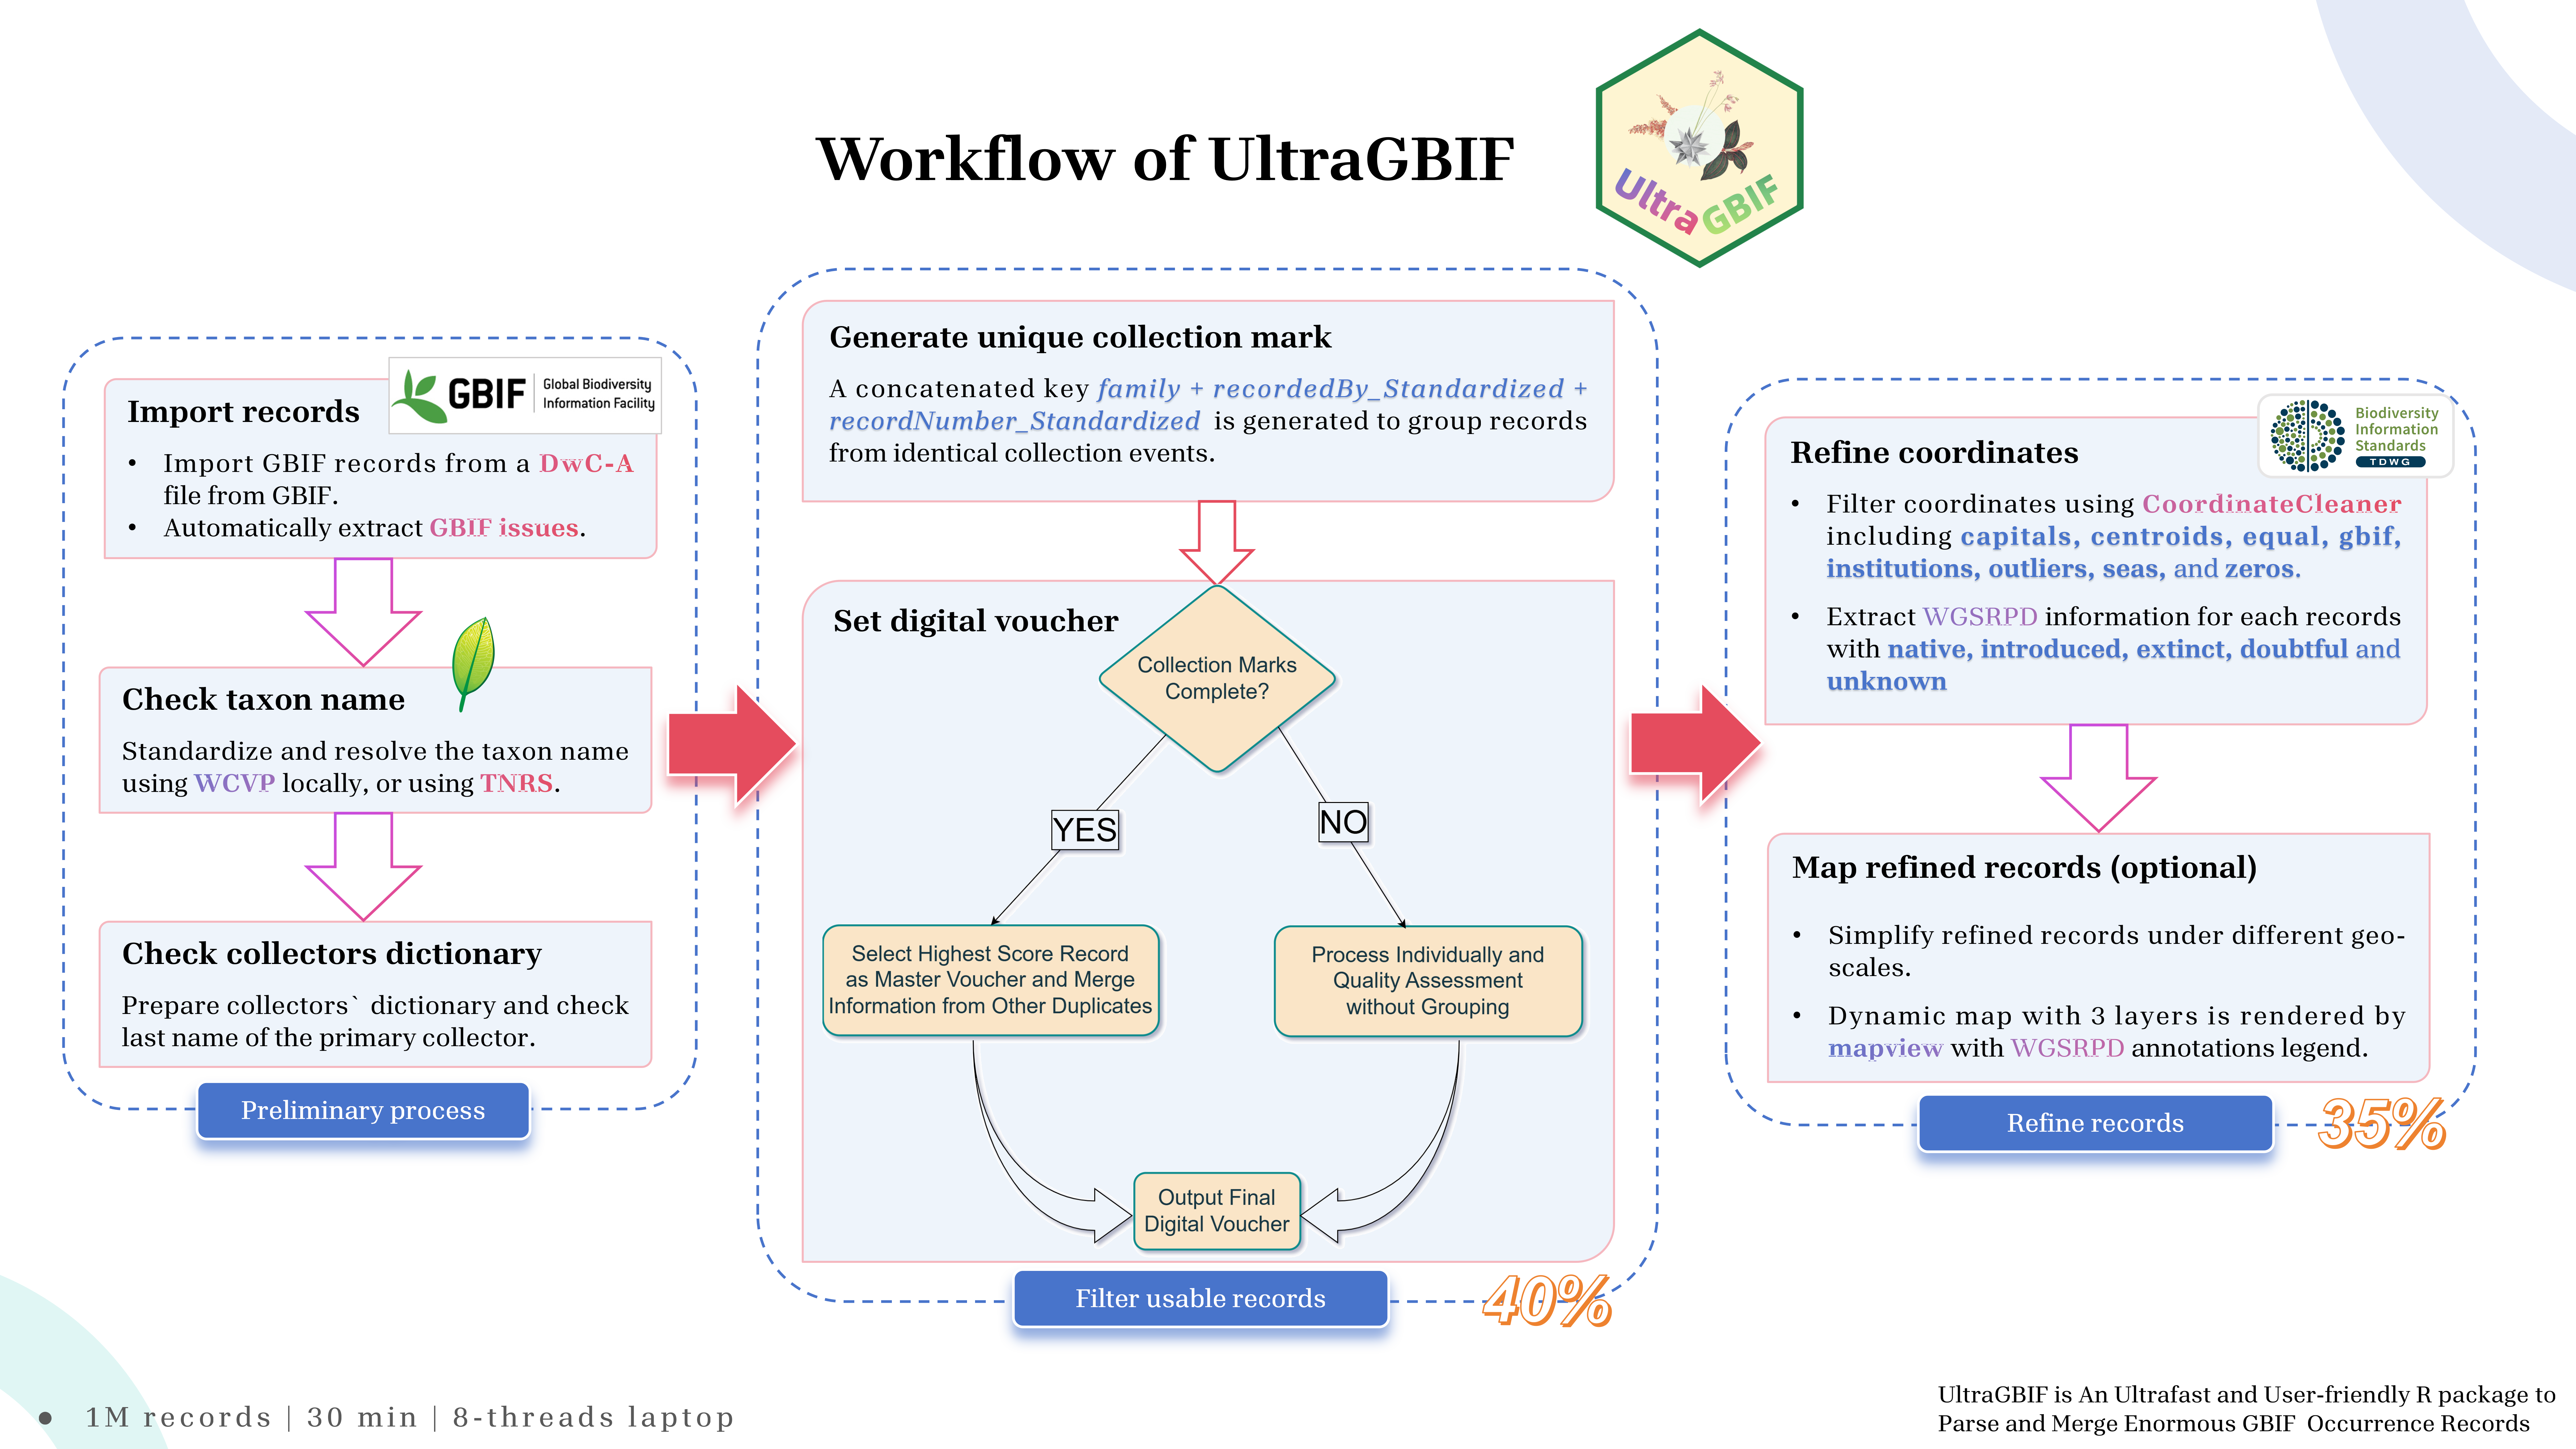 Workflow of UltraGBIF
UltraGBIF
Import records
GBIF
Global Biodiversity
Information Facility
• Import GBIF records from a DwC-A
file from GBIF.
• Automatically extract GBIF issues.
Check taxon name
Standardize and resolve the taxon name
using WCVP locally, or using TNRS.
Check collectors dictionary
Prepare collectors` dictionary and check
last name of the primary collector.
Preliminary process
Generate unique collection mark
A concatenated key family + recordedBy_Standardized +
recordNumber_Standardized is generated to group records
from identical collection events.
Set digital voucher
Collection Marks
Complete?
YES
NO
Select Highest Score Record
as Master Voucher and Merge
Information from Other Duplicates
Process Individually and
Quality Assessment
without Grouping
Output Final
Digital Voucher
Filter usable records
40%
Refine coordinates
Biodiversity
Information
Standards
TDWG
• Filter coordinates using CoordinateCleaner
including capitals, centroids, equal, gbif,
institutions, outliers, seas, and zeros.
• Extract WGSRPD information for each records
with native, introduced, extinct, doubtful and
unknown
Map refined records (optional)
• Simplify refined records under different geo-
scales.
• Dynamic map with 3 layers is rendered by
mapview with WGSRPD annotations legend.
Refine records
35%
• 1M records | 30 min | 8-threads laptop
UltraGBIF is An Ultrafast and User-friendly R package to
Parse and Merge Enormous GBIF Occurrence Records